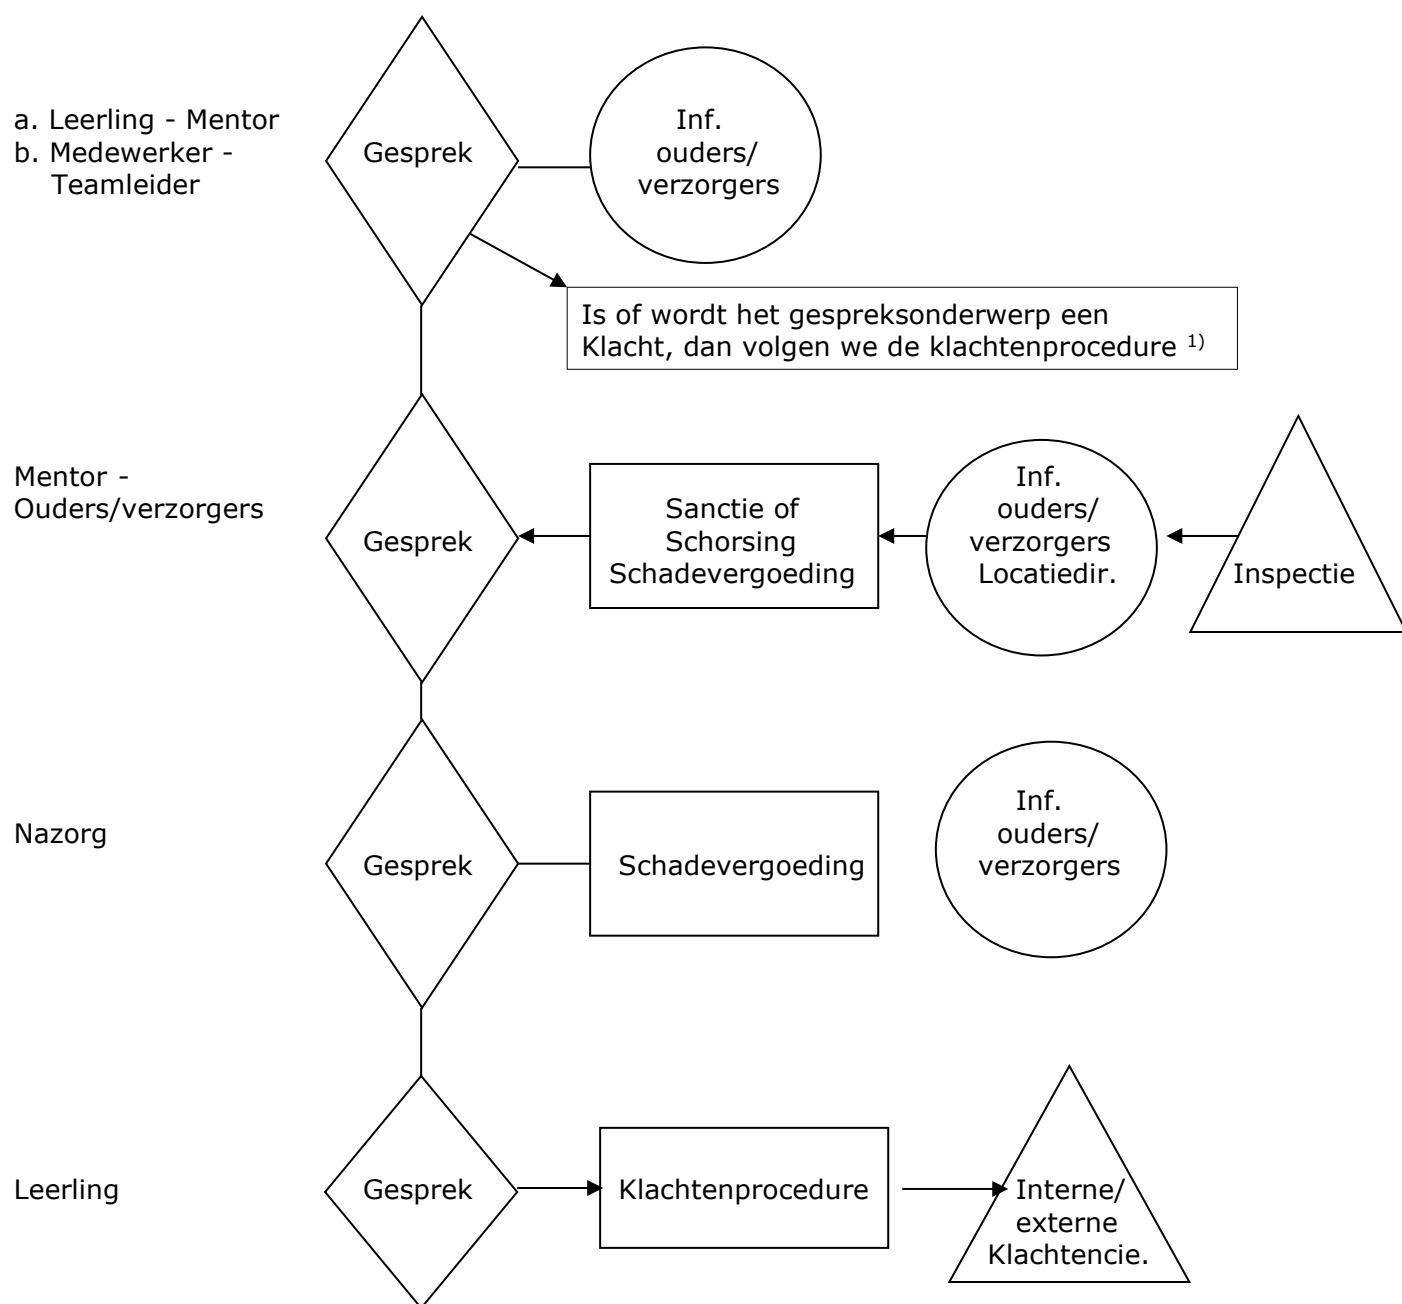 a. Leerling - Mentor
b. Medewerker -
Teamleider
Gesprek
Inf.
ouders/
verzorgers
Is of wordt het gespreksonderwerp een
Klacht, dan volgen we de klachtenprocedure ¹⁾
Mentor -
Ouders/verzorgers
Gesprek
Sanctie of
Schorsing
Schadevergoeding
Inf.
ouders/
verzorgers
Locatiedir.
Inspectie
Nazorg
Gesprek
Schadevergoeding
Inf.
ouders/
verzorgers
Leerling
Gesprek
Klachtenprocedure
Interne/
externe
Klachtencie.